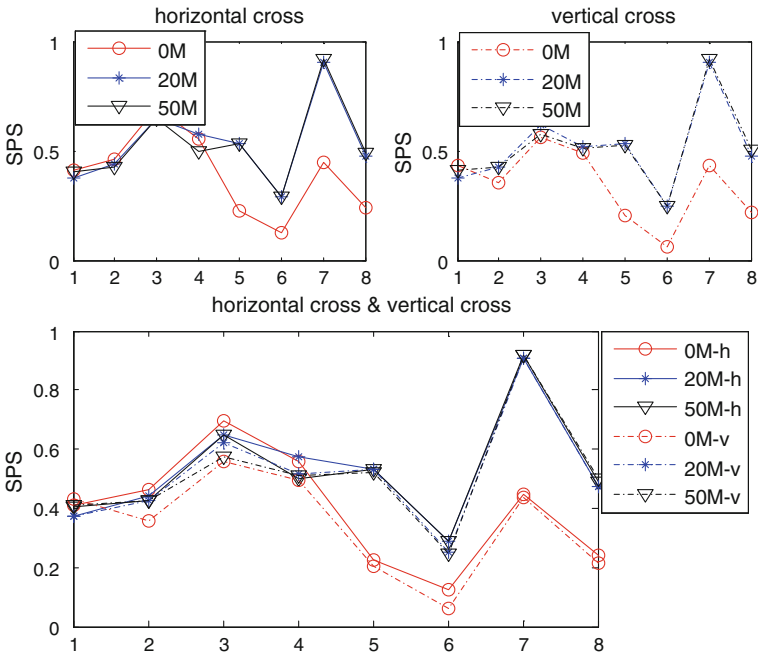 horizontal cross
1
0.5
0
SPS
0M
20M
50M
1 2 3 4 5 6 7 8
vertical cross
1
0.5
0
SPS
0M
20M
50M
1 2 3 4 5 6 7 8
horizontal cross & vertical cross
1
0.8
0.6
0.4
0.2
0
SPS
0M-h
20M-h
50M-h
0M-v
20M-v
50M-v
1 2 3 4 5 6 7 8